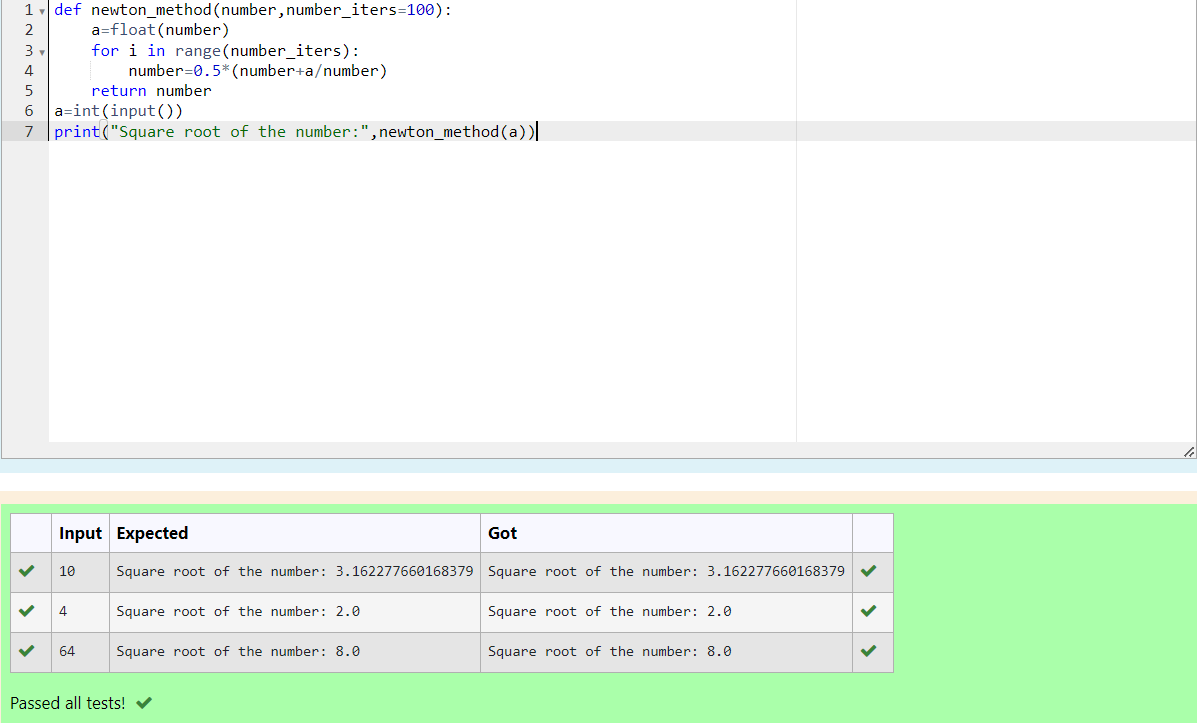 1 def newton_method(number,number_iters=100):
2     a=float(number)
3     for i in range(number_iters):
4         number=0.5*(number+a/number)
5     return number
6 a=int(input())
7 print("Square root of the number:",newton_method(a))
Input Expected Got
10 Square root of the number: 3.162277660168379 Square root of the number: 3.162277660168379
4 Square root of the number: 2.0 Square root of the number: 2.0
64 Square root of the number: 8.0 Square root of the number: 8.0
Passed all tests!